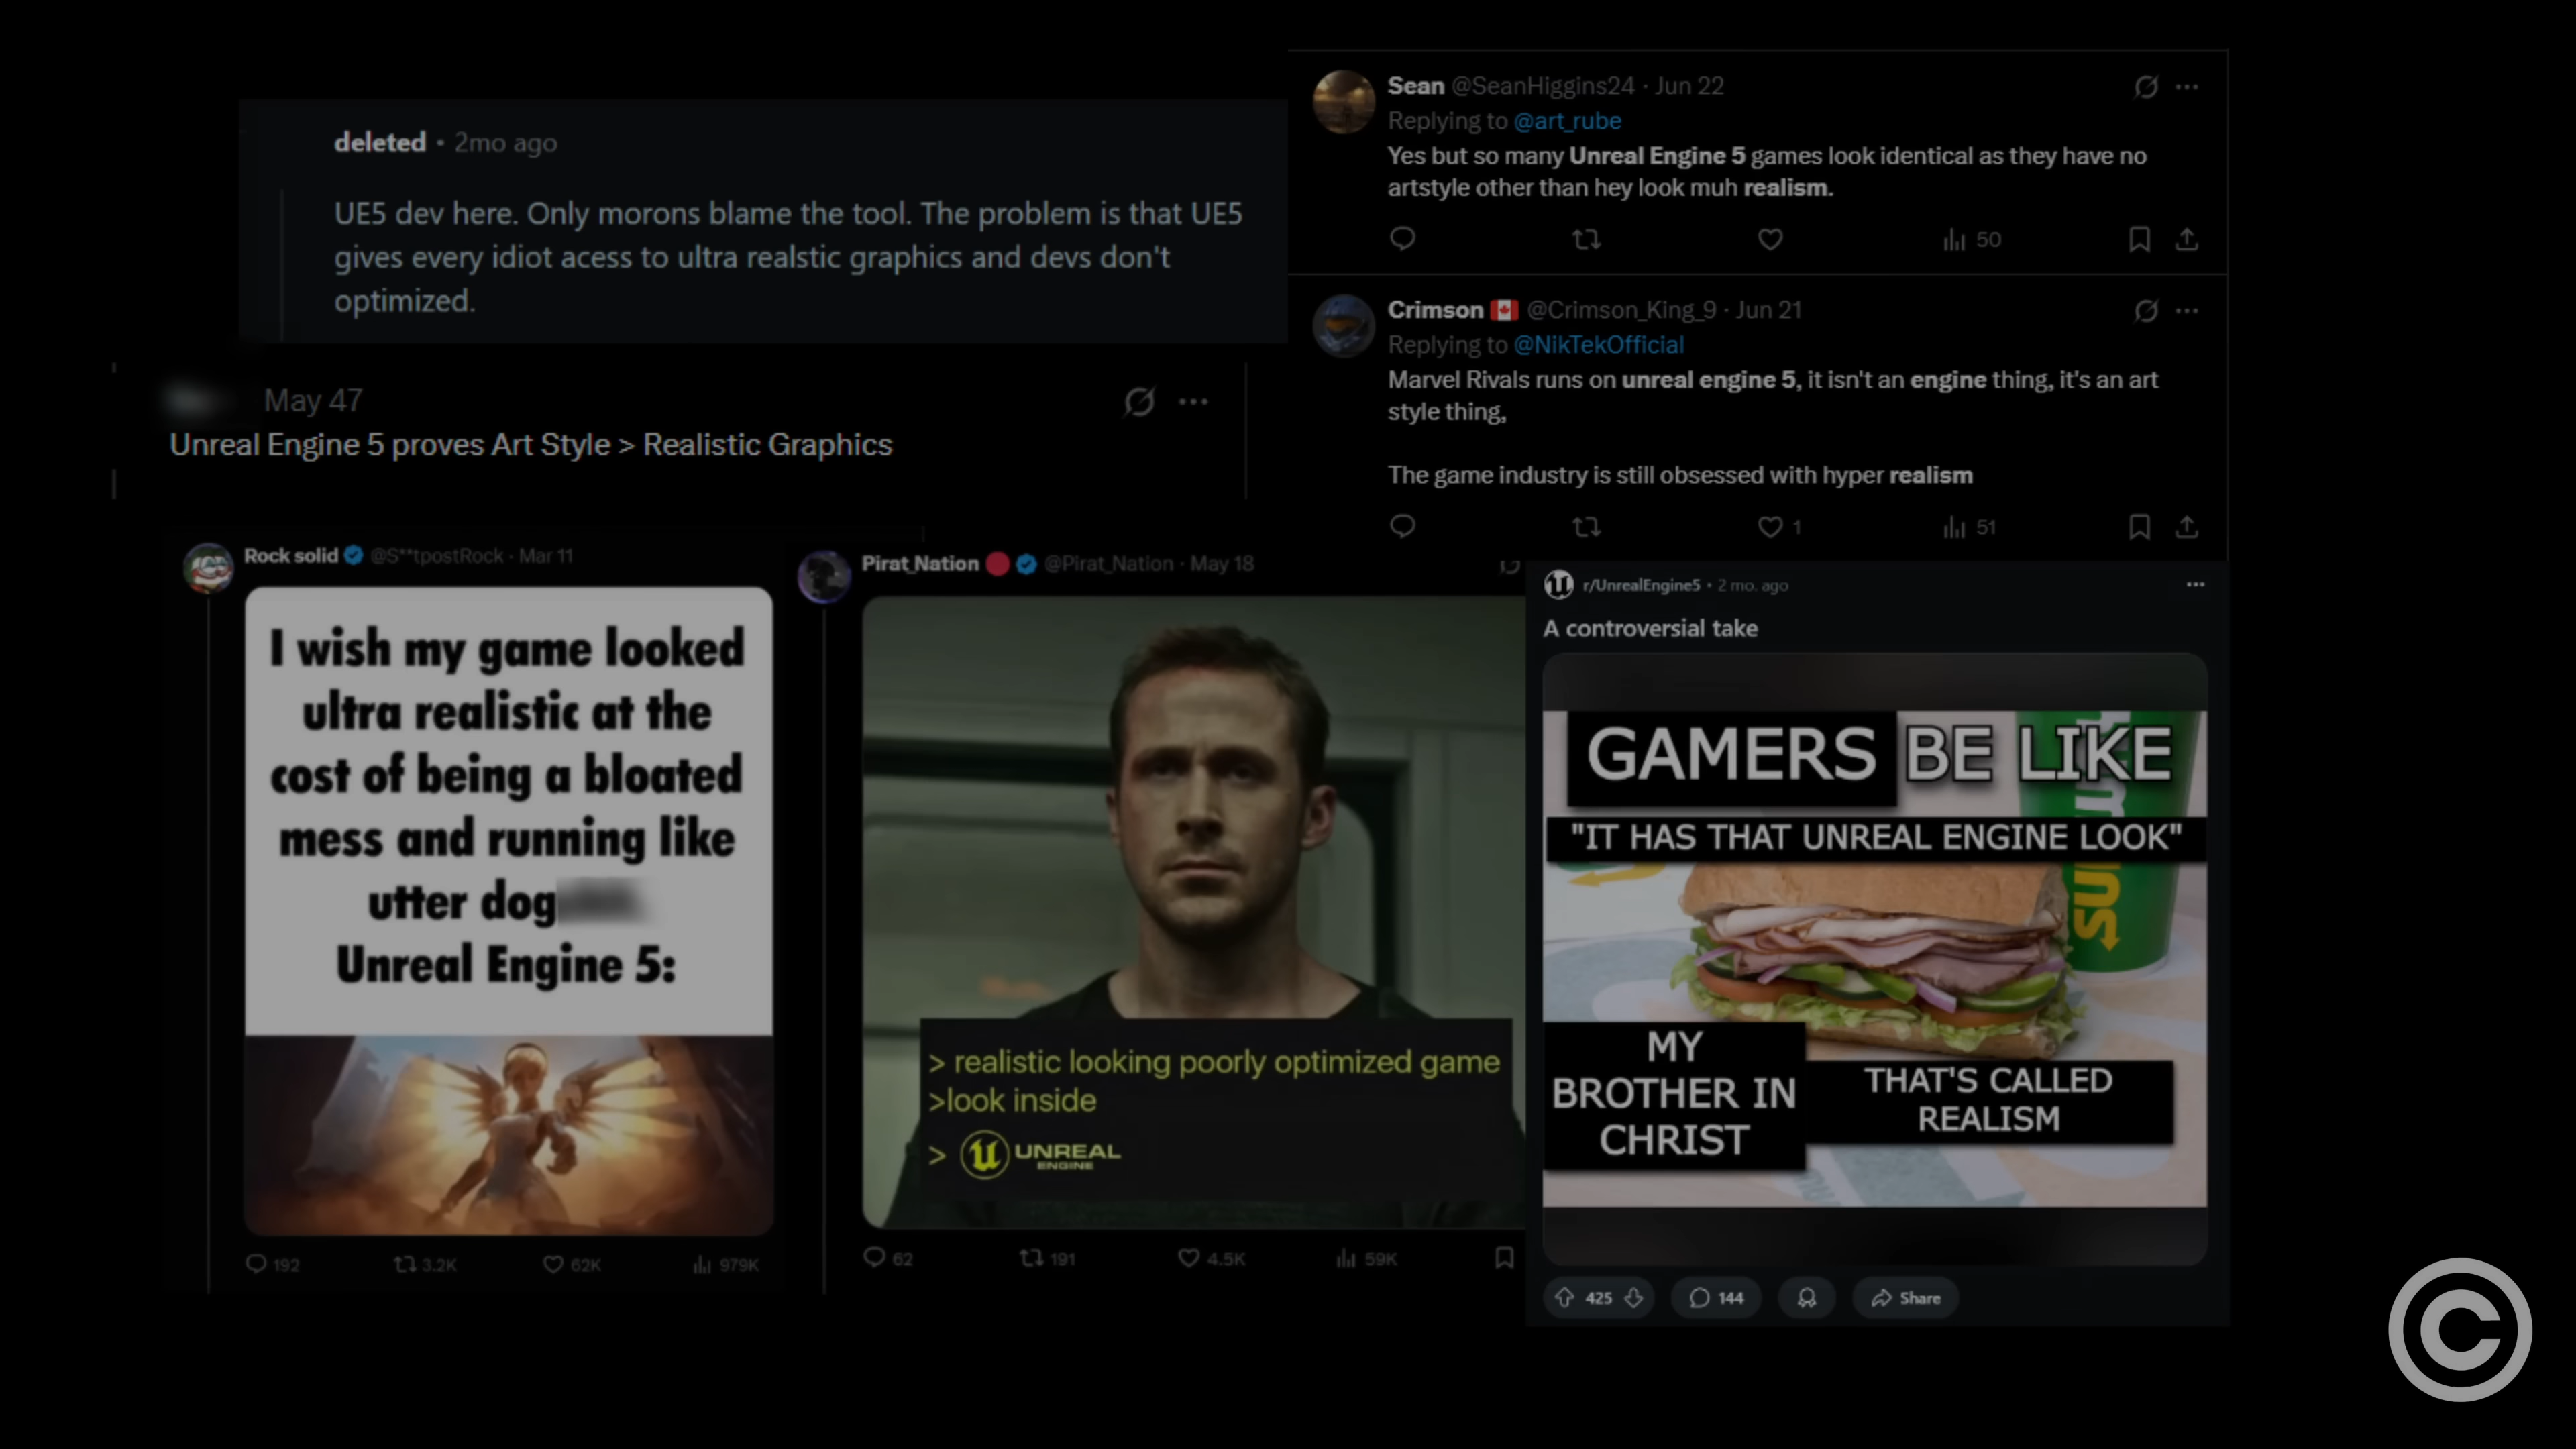 deleted • 2mo ago
UE5 dev here. Only morons blame the tool. The problem is that UE5
gives every idiot acess to ultra realstic graphics and devs don't
optimized.
May 47
Unreal Engine 5 proves Art Style > Realistic Graphics
Sean @SeanHiggins24 · Jun 22
Replying to @art_rube
Yes but so many Unreal Engine 5 games look identical as they have no
artstyle other than hey look muh realism.
50
Crimson @Crimson_King_9 · Jun 21
Replying to @NikTekOfficial
Marvel Rivals runs on unreal engine 5, it isn't an engine thing, it's an art
style thing,
The game industry is still obsessed with hyper realism
1
51
Rock solid @S**tpostRock · Mar 11
I wish my game looked
ultra realistic at the
cost of being a bloated
mess and running like
utter dog
Unreal Engine 5:
192
3.2K
62K
979K
Pirat_Nation @Pirat_Nation · May 18
> realistic looking poorly optimized game
>look inside
> UNREAL
ENGINE
62
191
4.5K
59K
r/UnrealEngine5 • 2 mo. ago
A controversial take
GAMERS BE LIKE
"IT HAS THAT UNREAL ENGINE LOOK"
MY
BROTHER IN
CHRIST
THAT'S CALLED
REALISM
425
144
Share
©